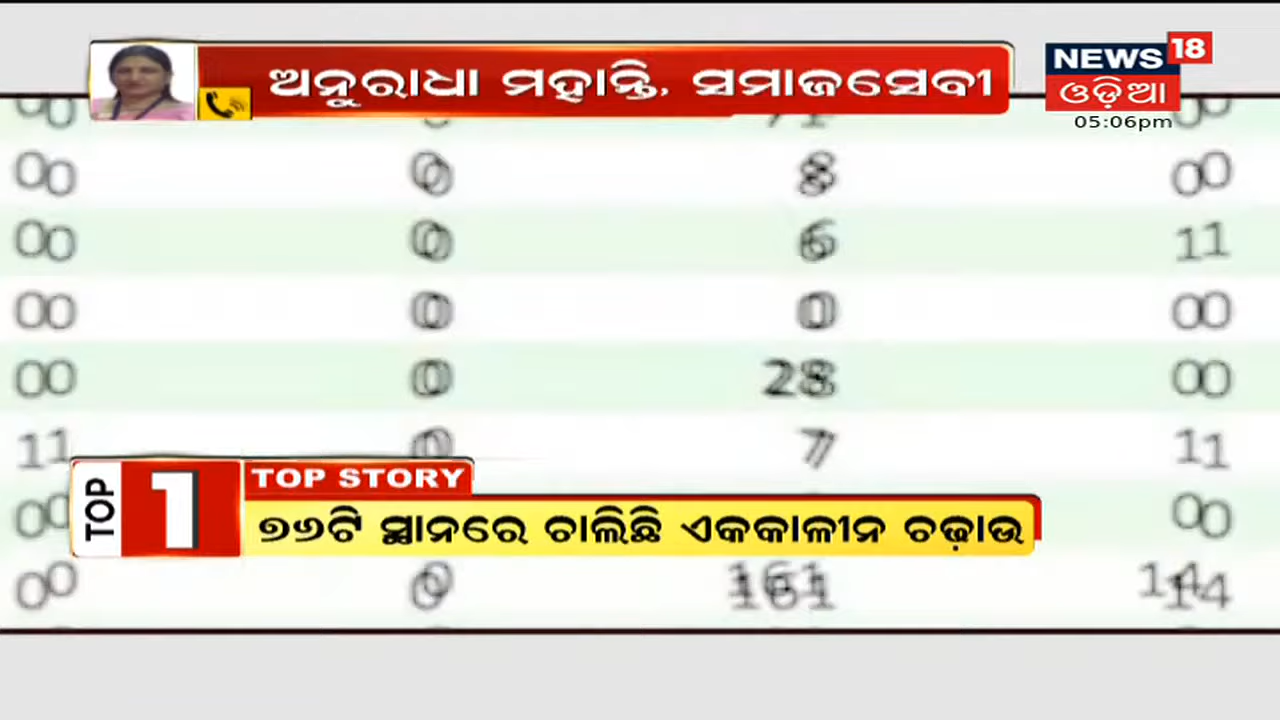 ଅନୁରାଧା ମହାନ୍ତି, ସମାଜସେବୀ
NEWS 18
ଓଡ଼ିଆ
05:06pm
00 0 8 00
00 0 6 11
00 0 0 00
00 0 28 00
11 0 7 11
TOP 1
TOP STORY
୭୬ଟି ସ୍ଥାନରେ ଚାଲିଛି ଏକକାଳୀନ ଚଢ଼ାଉ
00 0 161 14